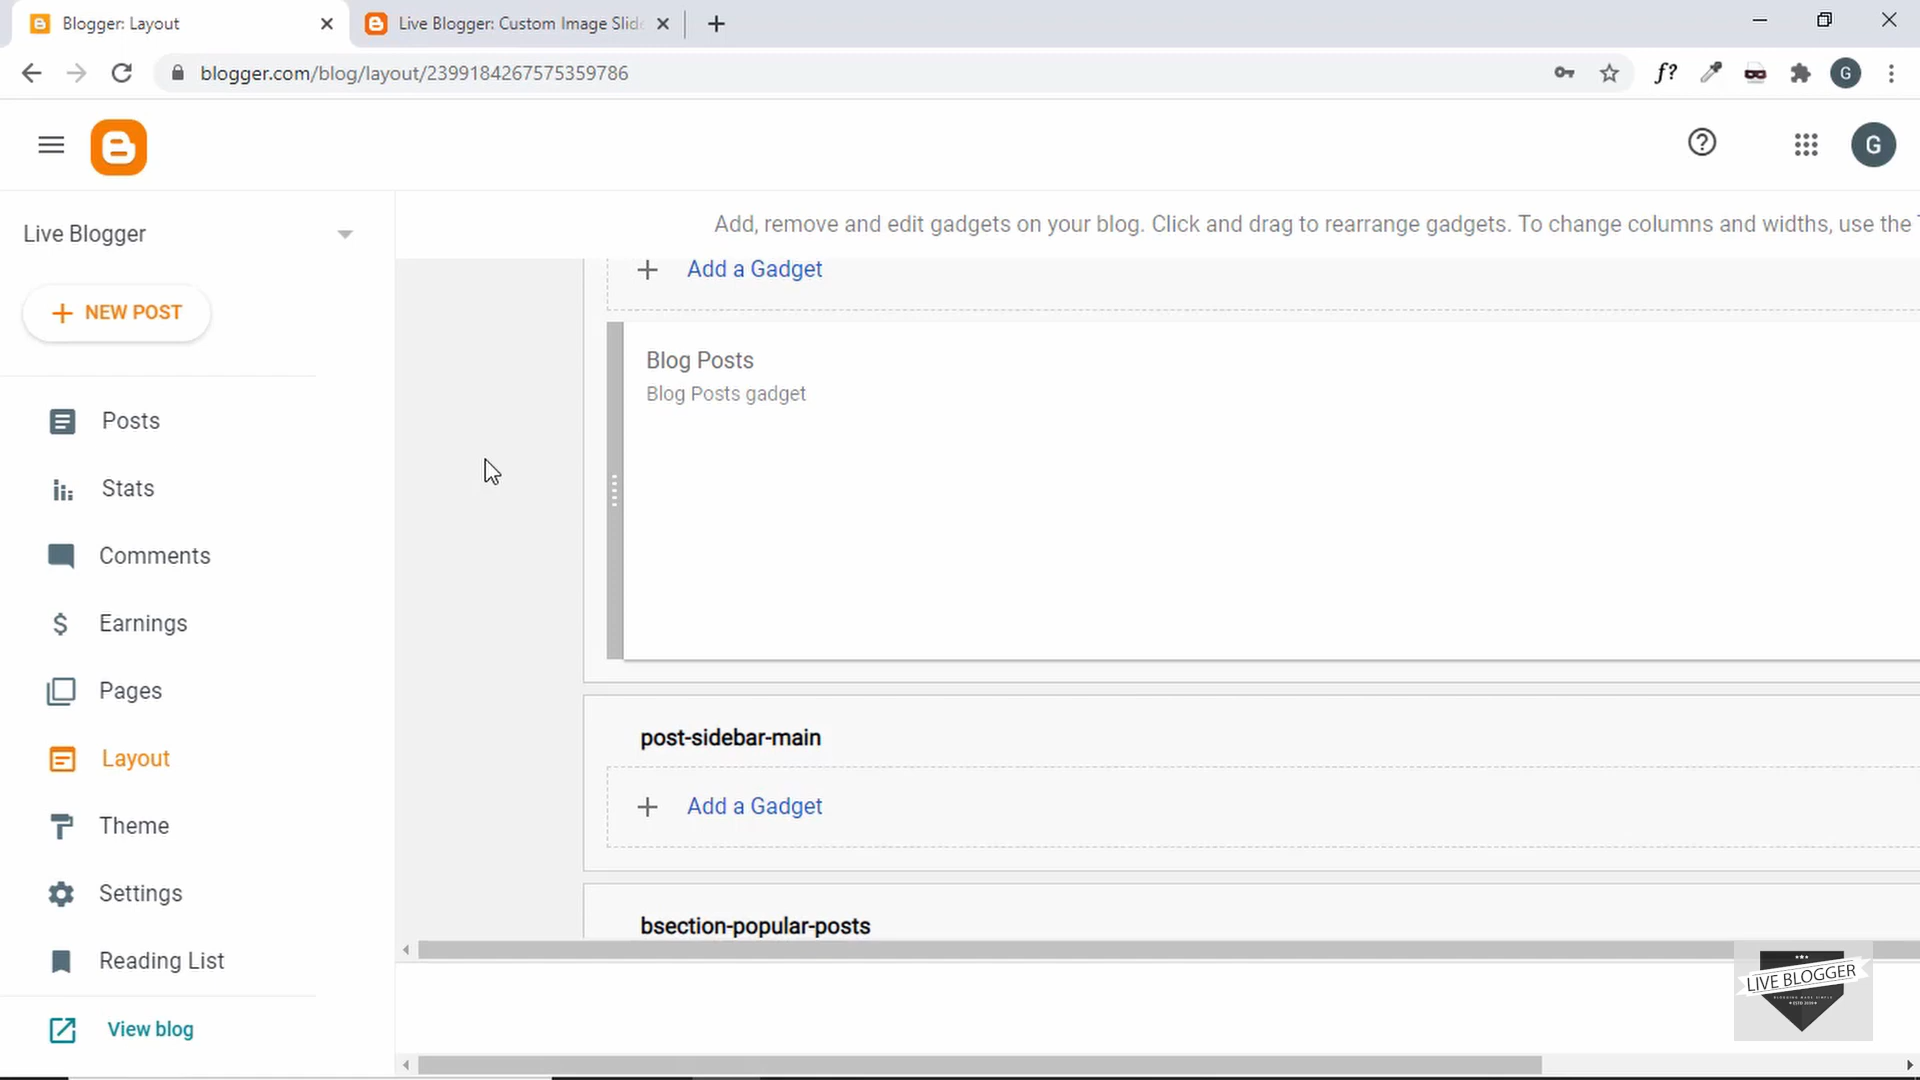 Blogger: Layout
Live Blogger: Custom Image Slide
blogger.com/blog/layout/2399184267575359786
f?
G
G
Live Blogger
Add, remove and edit gadgets on your blog. Click and drag to rearrange gadgets. To change columns and widths, use the
NEW POST
Add a Gadget
Blog Posts
Blog Posts gadget
Posts
Stats
Comments
Earnings
Pages
Layout
Theme
Settings
Reading List
View blog
post-sidebar-main
Add a Gadget
bsection-popular-posts
LIVE BLOGGER